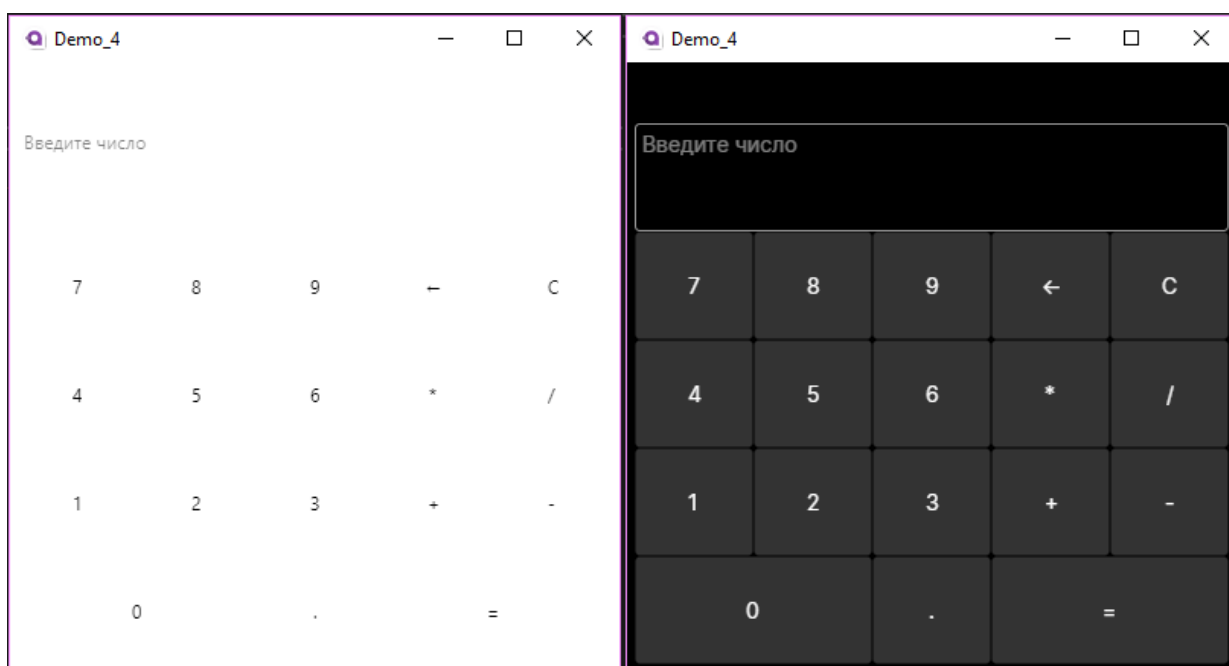 Demo_4
Введите число
7 8 9 ← C
4 5 6 * /
1 2 3 + -
0 . =
Demo_4
Введите число
7 8 9 ← C
4 5 6 * /
1 2 3 + -
0 . =